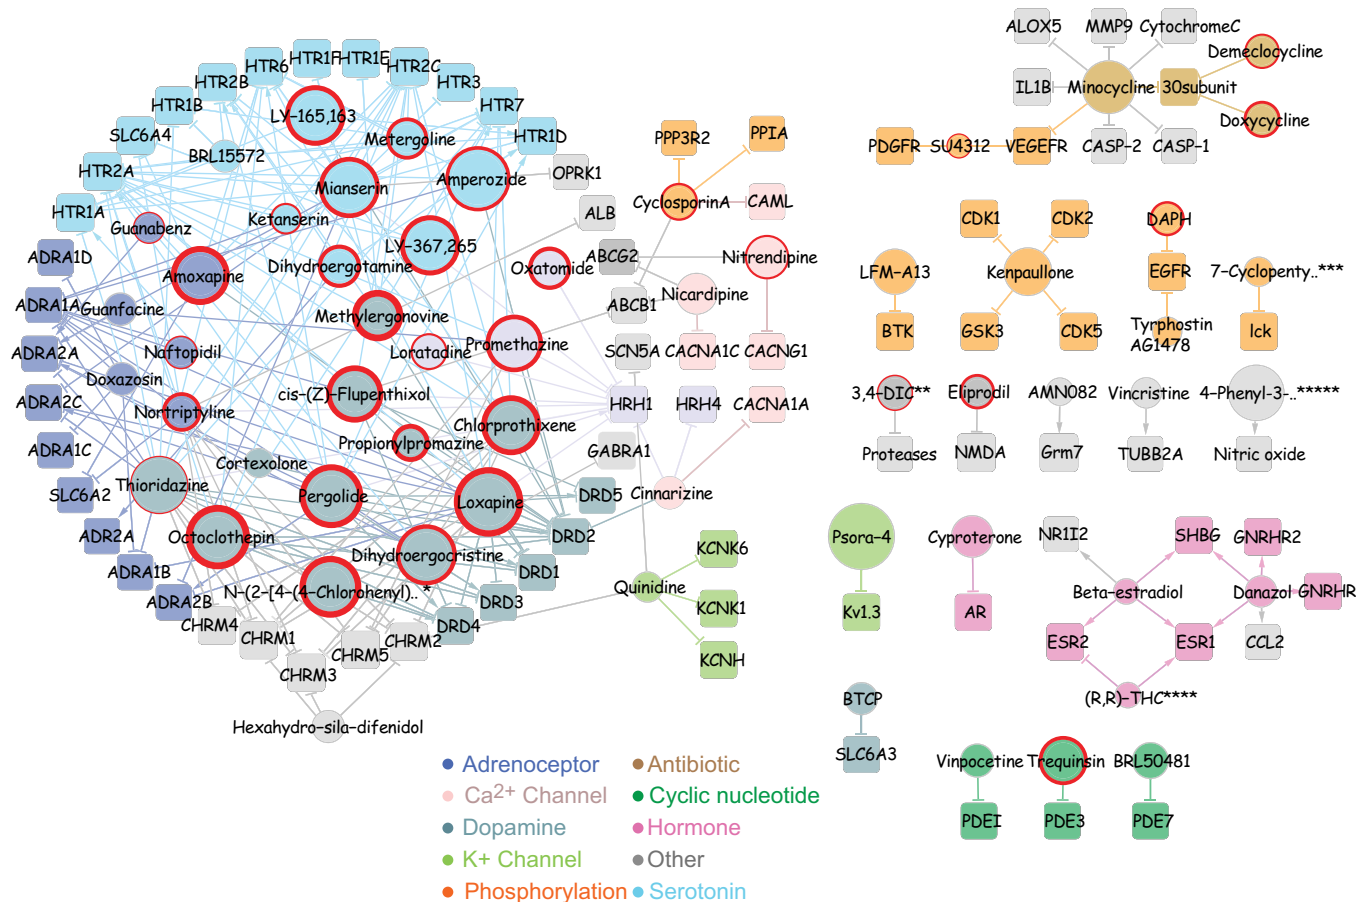 ALOX5
MMP9
CytochromeC
Demeclocycline
IL1B
Minocycline
30subunit
Doxycycline
PDGFR
SU4312
VEGEFR
CASP-2
CASP-1
HTR6
HTR1F
HTR1E
HTR2C
HTR3
HTR2B
HTR7
HTR1B
HTR1D
SLC6A4
HTR2A
HTR1A
LY-165,163
Metergoline
BRL15572
Mianserin
Amperozide
OPRK1
PPP3R2
PPIA
CyclosporinA
CAML
ALB
Guanabenz
Ketanserin
LY-367,265
ADRA1D
Amoxapine
Dihydroergotamine
Oxatomide
ABCG2
Nitrendipine
ADRA1A
Guanfacine
Methylergonovine
ABCB1
Nicardipine
ADRA2A
Naftopidil
Loratadine
Promethazine
SCN5A
CACNA1C
CACNG1
Doxazosin
ADRA2C
Nortriptyline
cis-(Z)-Flupenthixol
Chlorprothixene
HRH1
HRH4
CACNA1A
ADRA1C
Propionylpromazine
GABRA1
Cortexolone
SLC6A2
Thioridazine
Pergolide
Loxapine
DRD5
Cinnarizine
ADR2A
Octoclothepin
Dihydroergocristine
DRD2
ADRA1B
DRD1
ADRA2B
N-(2-[4-(4-Chlorohenyl).. *
DRD3
DRD4
Quinidine
KCNK6
KCNK1
KCNH
CHRM4
CHRM1
CHRM3
CHRM5
CHRM2
Hexahydro-sila-difenidol
CDK1
CDK2
DAPH
LFM-A13
Kenpaullone
EGFR
7-Cyclopenty..***
BTK
GSK3
CDK5
Tyrphostin
AG1478
lck
3,4-DIC**
Eliprodil
AMN082
Vincristine
4-Phenyl-3-..*****
Proteases
NMDA
Grm7
TUBB2A
Nitric oxide
Psora-4
Cyproterone
NR1I2
SHBG
GNRHR2
Beta-estradiol
Danazol
GNRHR
Kv1.3
AR
ESR2
ESR1
CCL2
(R,R)-THC****
BTCP
SLC6A3
Vinpocetine
Trequinsin
BRL50481
PDEI
PDE3
PDE7
Adrenoceptor
Antibiotic
Ca2+ Channel
Cyclic nucleotide
Dopamine
Hormone
K+ Channel
Other
Phosphorylation
Serotonin